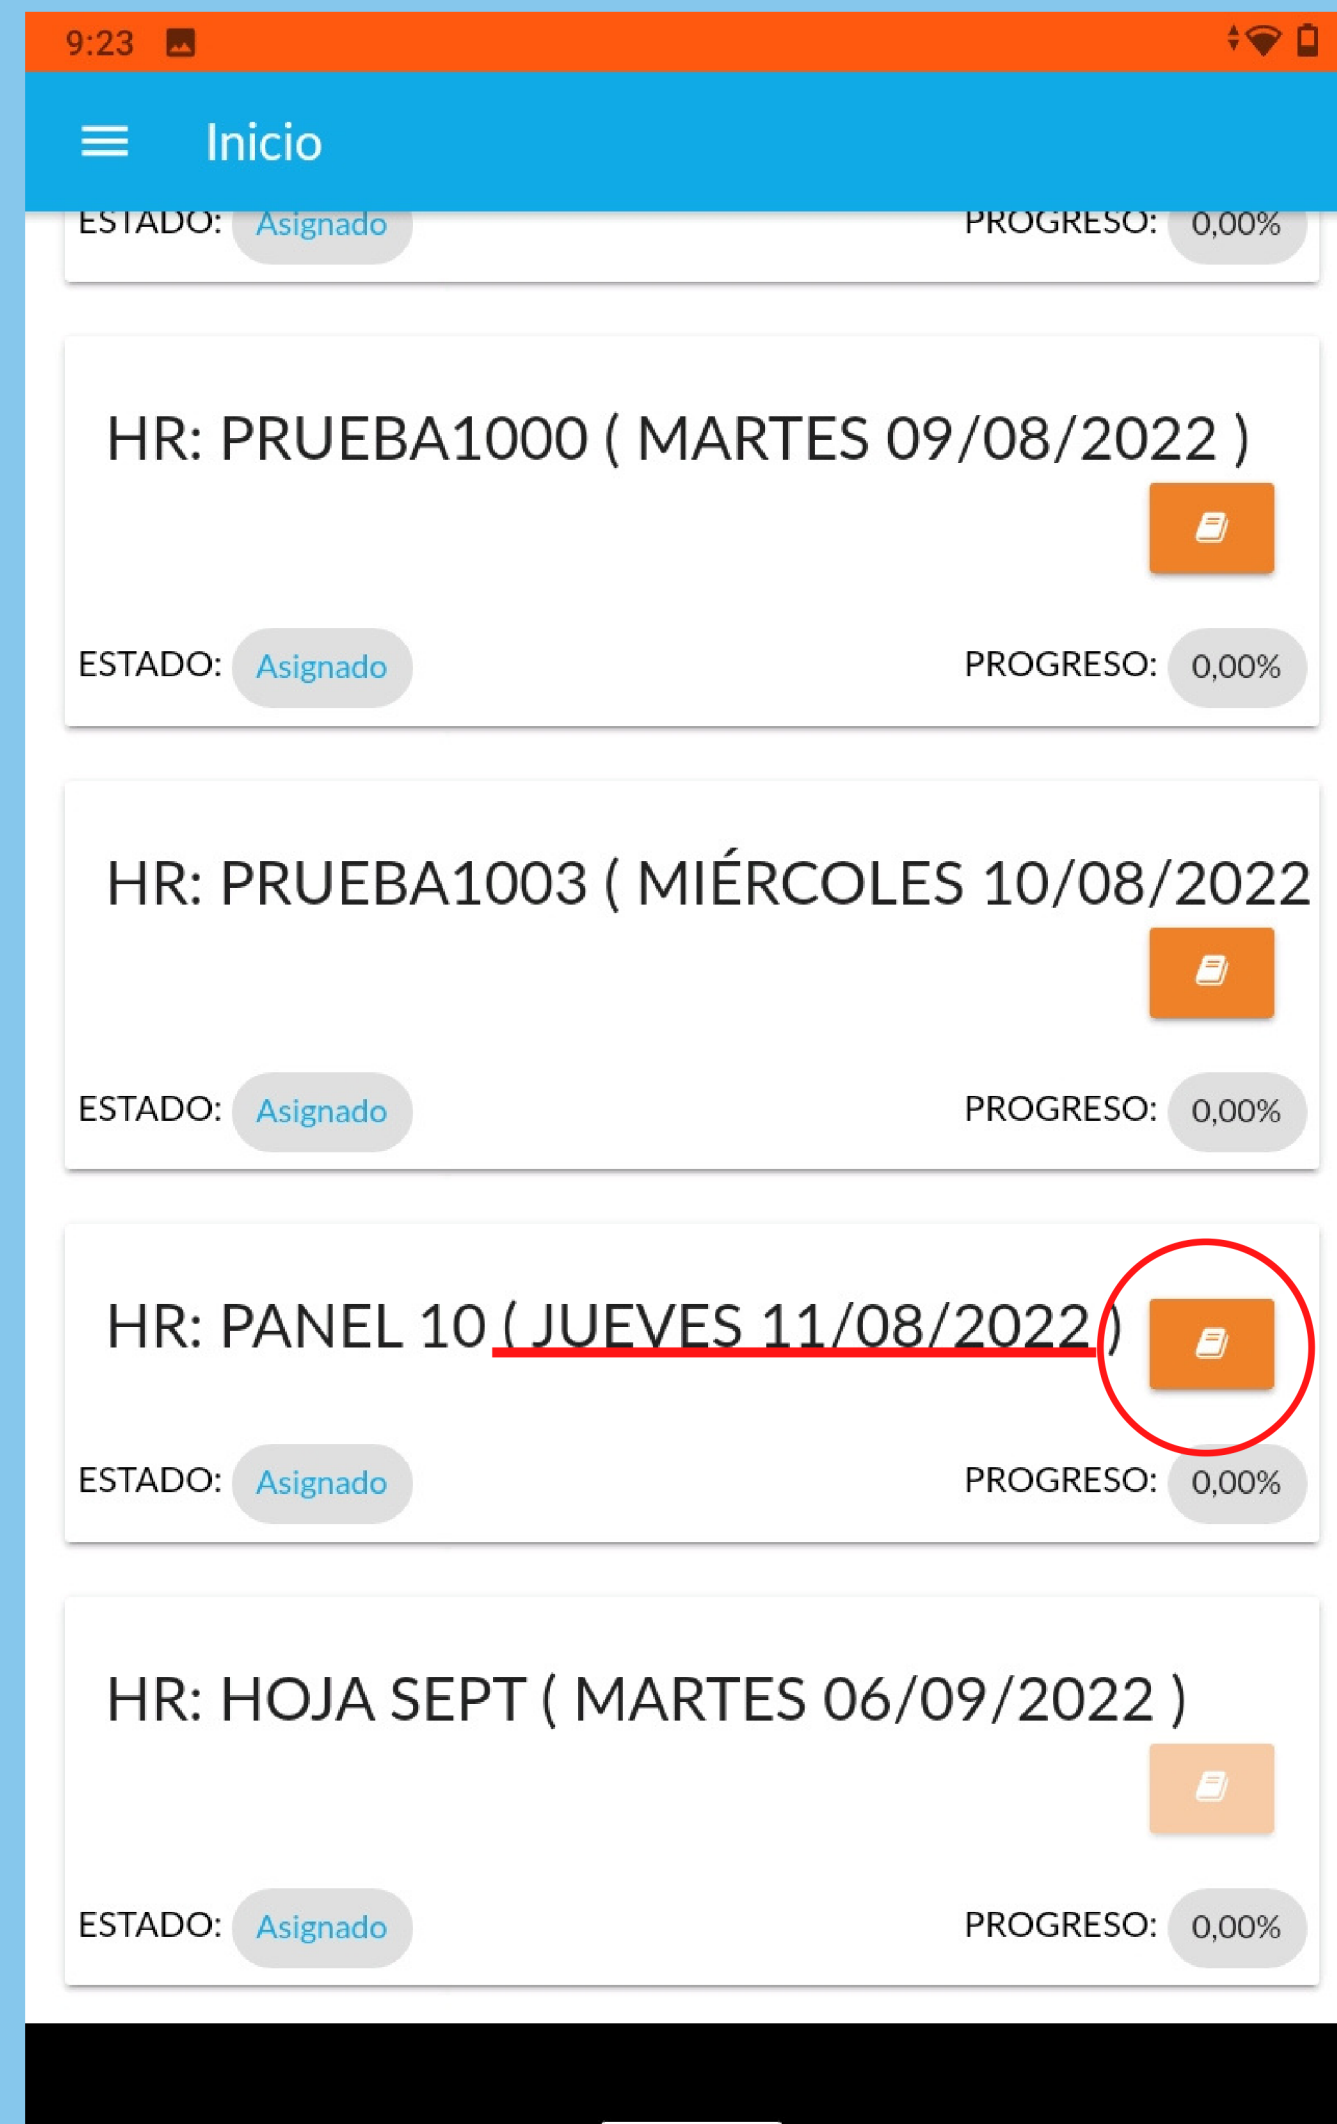 9:23
Inicio
ESTADO: Asignado PROGRESO: 0,00%
HR: PRUEBA1000 ( MARTES 09/08/2022 )
ESTADO: Asignado PROGRESO: 0,00%
HR: PRUEBA1003 ( MIÉRCOLES 10/08/2022
ESTADO: Asignado PROGRESO: 0,00%
HR: PANEL 10 ( JUEVES 11/08/2022 )
ESTADO: Asignado PROGRESO: 0,00%
HR: HOJA SEPT ( MARTES 06/09/2022 )
ESTADO: Asignado PROGRESO: 0,00%